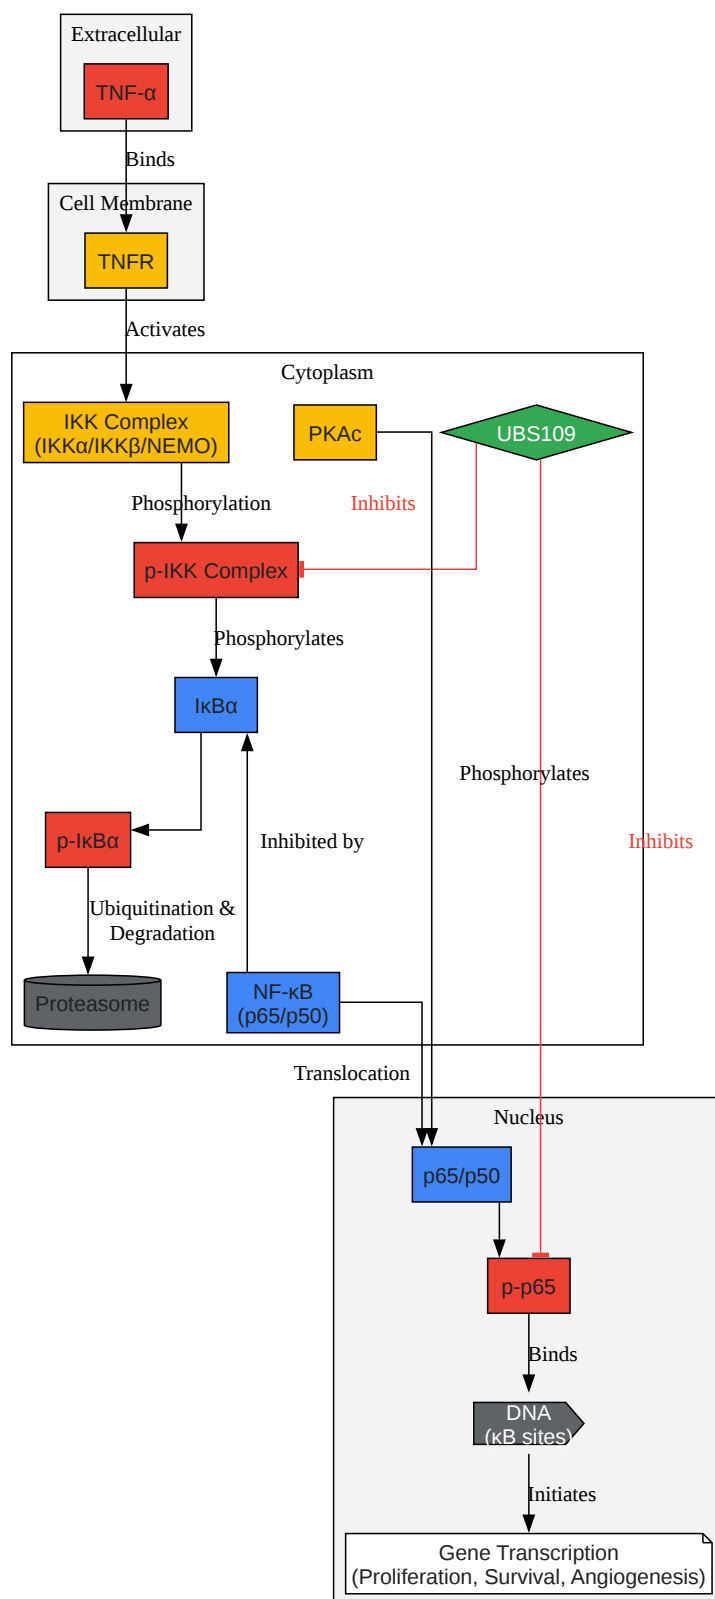 Extracellular
TNF-α
Binds
Cell Membrane
TNFR
Activates
Cytoplasm
IKK Complex
(IKKα/IKKβ/NEMO)
PKAc
UBS109
Phosphorylation
Inhibits
p-IKK Complex
Phosphorylates
IκBα
Phosphorylates
p-IκBα
Inhibited by
Inhibits
Ubiquitination &
Degradation
Proteasome
NF-κB
(p65/p50)
Translocation
Nucleus
p65/p50
p-p65
Binds
DNA
(κB sites)
Initiates
Gene Transcription
(Proliferation, Survival, Angiogenesis)